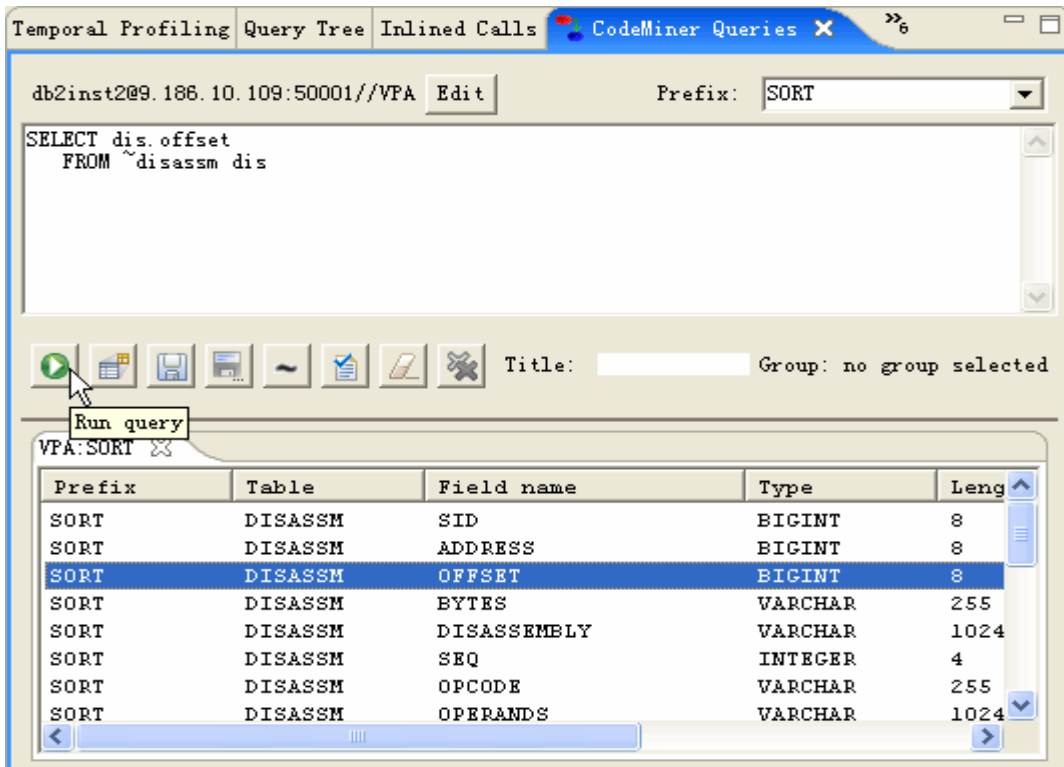 Temporal Profiling Query Tree Inlined Calls CodeMiner Queries »6
db2inst2@9.186.10.109:50001//VPA Edit Prefix: SORT
SELECT dis.offset
FROM ~disassm dis
~ Title: Group: no group selected
Run query
VPA:SORT
Prefix Table Field name Type Leng
SORT DISASSM SID BIGINT 8
SORT DISASSM ADDRESS BIGINT 8
SORT DISASSM OFFSET BIGINT 8
SORT DISASSM BYTES VARCHAR 255
SORT DISASSM DISASSEMBLY VARCHAR 1024
SORT DISASSM SEQ INTEGER 4
SORT DISASSM OPCODE VARCHAR 255
SORT DISASSM OPERANDS VARCHAR 1024